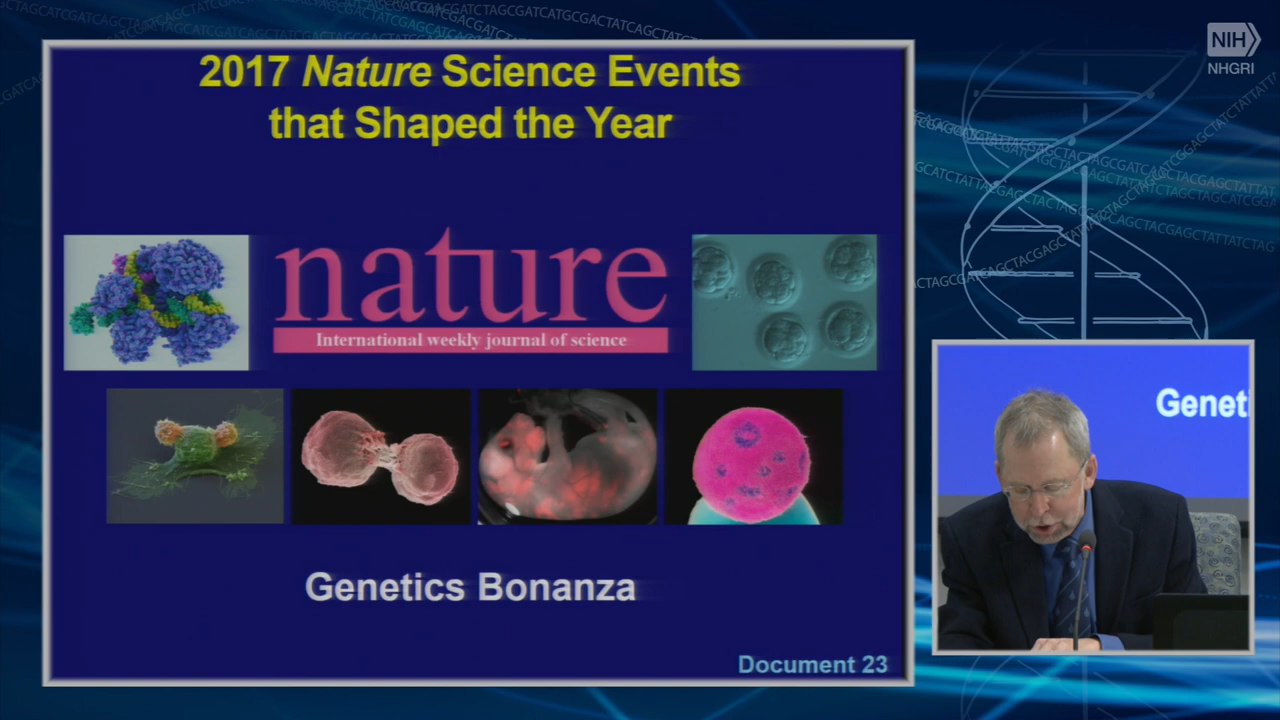 2017 Nature Science Events
that Shaped the Year
nature
International weekly journal of science
Genetics Bonanza
Document 23
NIH
NHGRI
Geneti